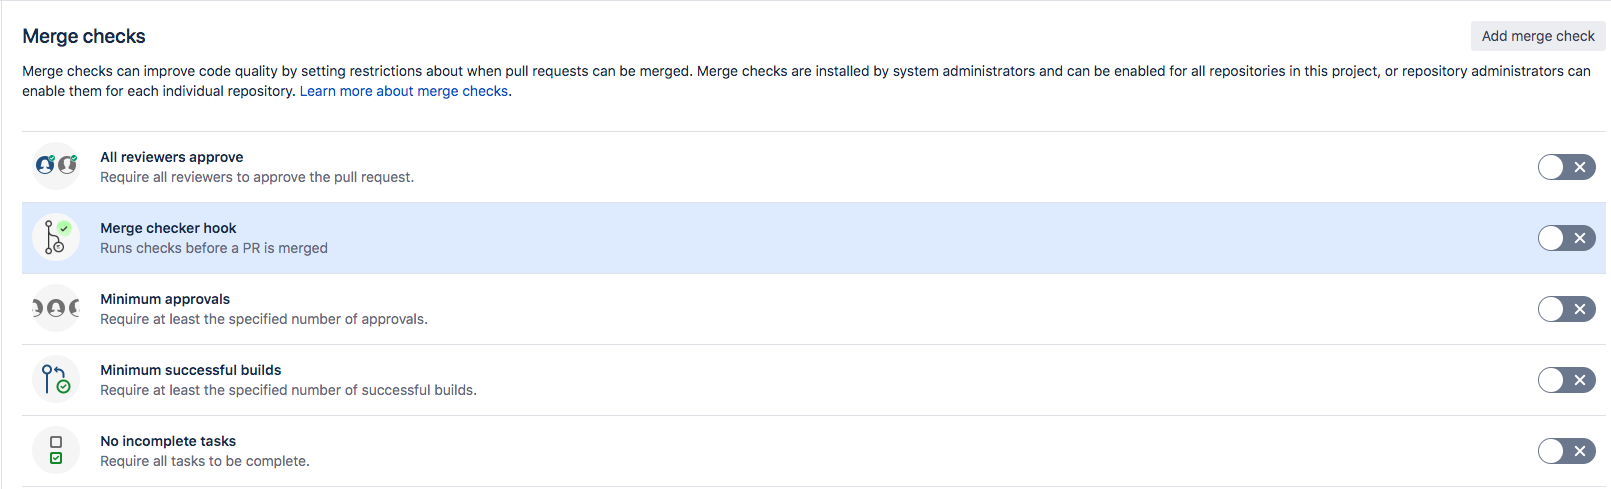 Merge checks
Add merge check
Merge checks can improve code quality by setting restrictions about when pull requests can be merged. Merge checks are installed by system administrators and can be enabled for all repositories in this project, or repository administrators can
enable them for each individual repository. Learn more about merge checks.
All reviewers approve
Require all reviewers to approve the pull request.
Merge checker hook
Runs checks before a PR is merged
Minimum approvals
Require at least the specified number of approvals.
Minimum successful builds
Require at least the specified number of successful builds.
No incomplete tasks
Require all tasks to be complete.